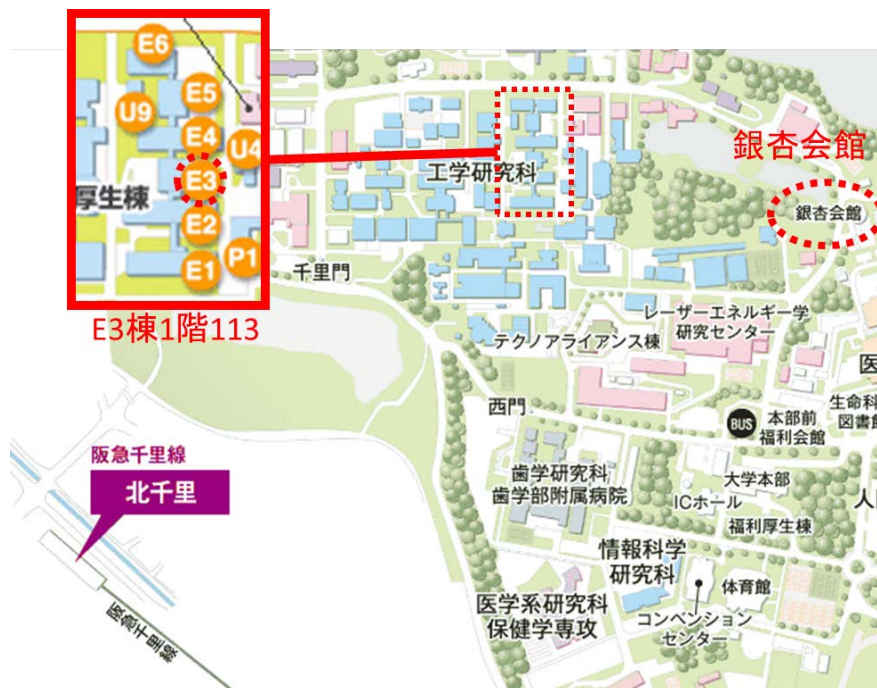 E6
E5
U9
E4
U4
E3
厚生棟
E2
E1
P1
E3棟1階113
工学研究科
銀杏会館
銀杏会館
千里門
レーザーエネルギー学
研究センター
テクノアライアンス棟
医
西門
生命科
図書館
BUS
本部前
福利会館
阪急千里線
北千里
歯学研究科
歯学部附属病院
大学本部
ICホール
福利厚生棟
人間
情報科学
研究科
体育館
医学系研究科
保健学専攻
コンベンション
センター
阪急千里線